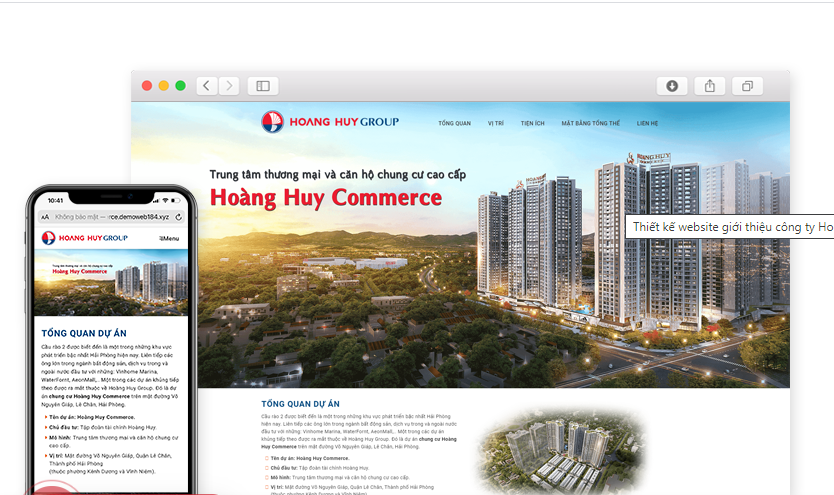 HOANG HUY GROUP
TỔNG QUAN
VỊ TRÍ
TIỆN ÍCH
MẶT BẰNG TỔNG THỂ
LIÊN HỆ
Trung tâm thương mại và căn hộ chung cư cao cấp
Hoàng Huy Commerce
HOANG HUY
Thiết kế website giới thiệu công ty Ho
TỔNG QUAN DỰ ÁN
Cầu rào 2 được biết đến là một trong những khu vực phát triển bậc nhất Hải Phòng
hiện nay. Liên tiếp các ông lớn trong ngành bất động sản, dịch vụ trong và ngoài nước
đầu tư với những: Vinhome Marina, WaterFornt, AeonMall,.. Một trong các dự án
khủng tiếp theo được ra mắt thuộc về Hoàng Huy Group. Đó là dự án chung cư Hoàng
Huy Commerce trên mặt đường Võ Nguyên Giáp, Lê Chân, Hải Phòng.
Tên dự án: Hoàng Huy Commerce.
Chủ đầu tư: Tập đoàn tài chính Hoàng Huy.
Mô hình: Trung tâm thương mại và căn hộ chung cư cao cấp.
Vị trí: Mặt đường Võ Nguyên Giáp, Quận Lê Chân, Thành phố Hải Phòng
10:41
AA Không bảo mật — rce.demoweb184.xyz
HOANG HUY GROUP
Menu
Trung tâm thương mại và căn hộ chung cư cao cấp
Hoàng Huy Commerce
TỔNG QUAN DỰ ÁN
Cầu rào 2 được biết đến là một trong những khu vực
phát triển bậc nhất Hải Phòng hiện nay. Liên tiếp các
ông lớn trong ngành bất động sản, dịch vụ trong và
ngoài nước đầu tư với những: Vinhome Marina,
WaterFornt, AeonMall,.. Một trong các dự án khủng tiếp
theo được ra mắt thuộc về Hoàng Huy Group. Đó là dự
án chung cư Hoàng Huy Commerce trên mặt đường Võ
Nguyên Giáp, Lê Chân, Hải Phòng.
Tên dự án: Hoàng Huy Commerce.
Chủ đầu tư: Tập đoàn tài chính Hoàng Huy.
Mô hình: Trung tâm thương mại và căn hộ chung cư
cao cấp.
Vị trí: Mặt đường Võ Nguyên Giáp, Quận Lê Chân,
Thành phố Hải Phòng
(thuộc phường Kênh Dương và Vĩnh Niệm).